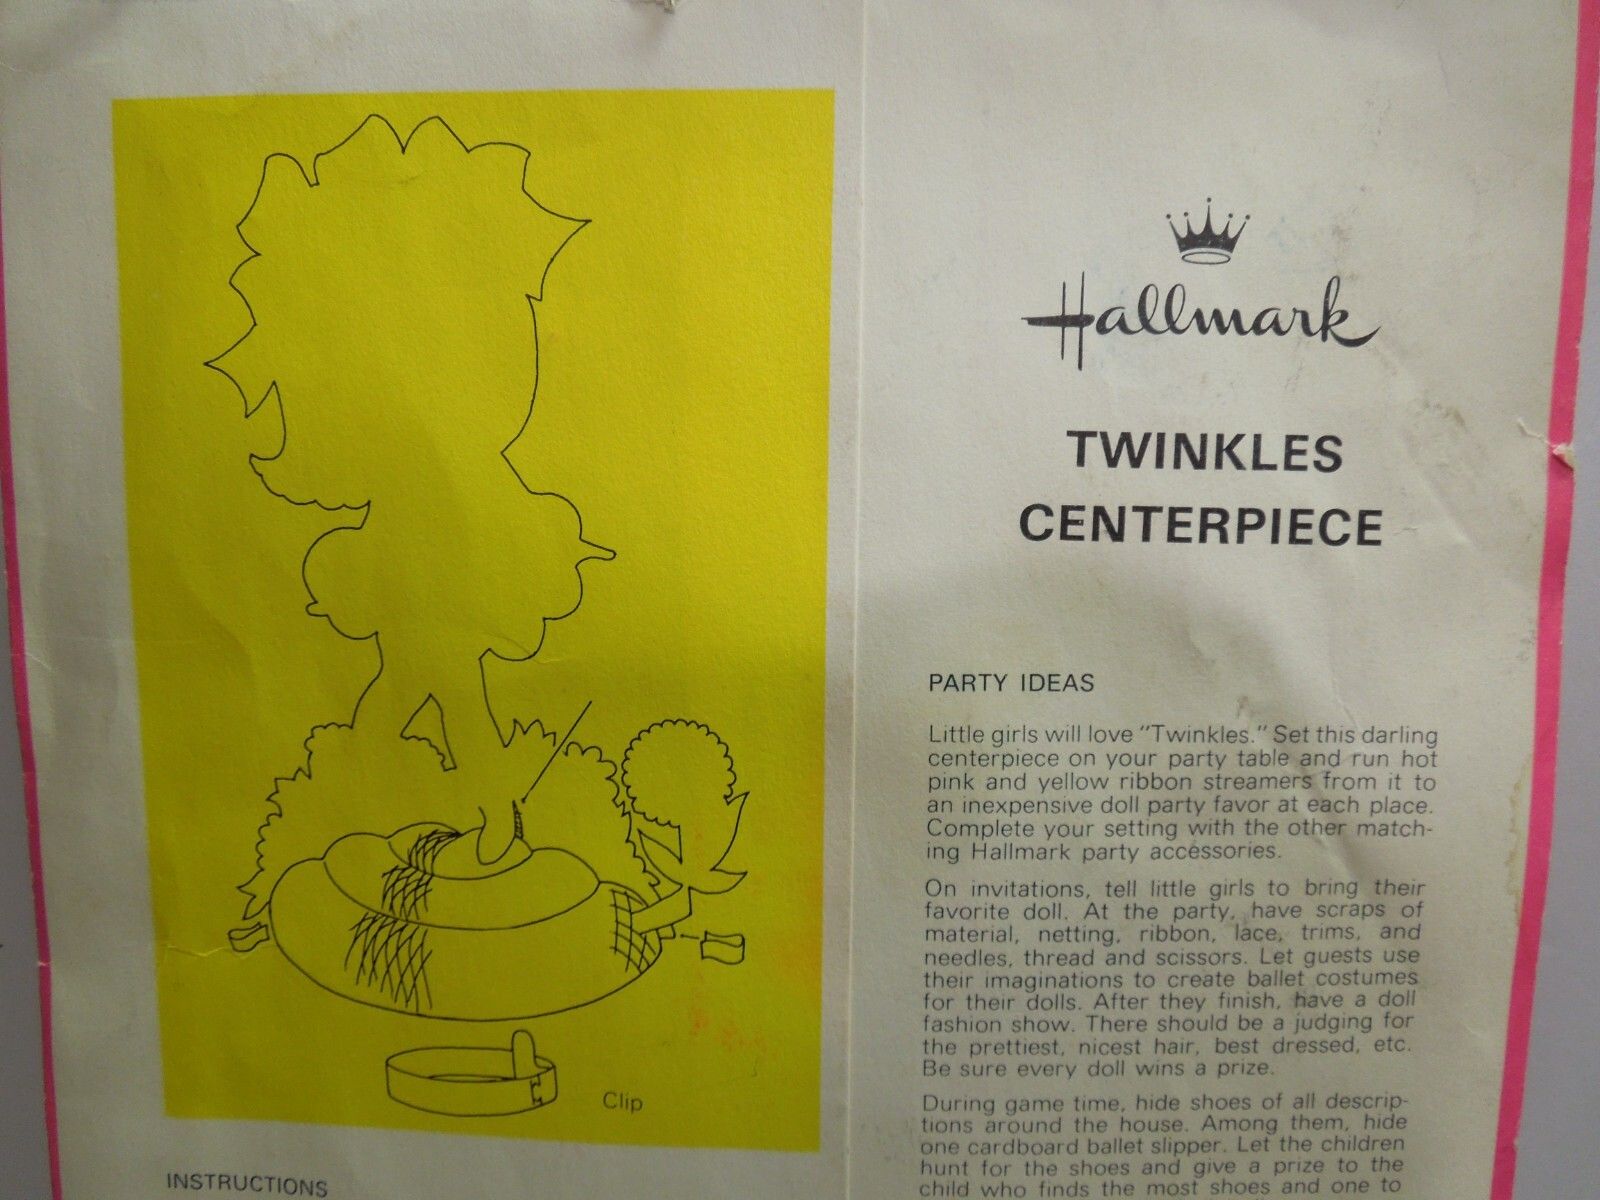 Clip
INSTRUCTIONS
Hallmark
TWINKLES
CENTERPIECE
PARTY IDEAS
Little girls will love "Twinkles." Set this darling
centerpiece on your party table and run hot
pink and yellow ribbon streamers from it to
an inexpensive doll party favor at each place.
Complete your setting with the other match-
ing Hallmark party accessories.
On invitations, tell little girls to bring their
favorite doll. At the party, have scraps of
material, netting, ribbon, lace, trims, and
needles, thread and scissors. Let guests use
their imaginations to create ballet costumes
for their dolls. After they finish, have a doll
fashion show. There should be a judging for
the prettiest, nicest hair, best dressed, etc.
Be sure every doll wins a prize.
During game time, hide shoes of all descrip-
tions around the house. Among them, hide
one cardboard ballet slipper. Let the children
hunt for the shoes and give a prize to the
child who finds the most shoes and one to